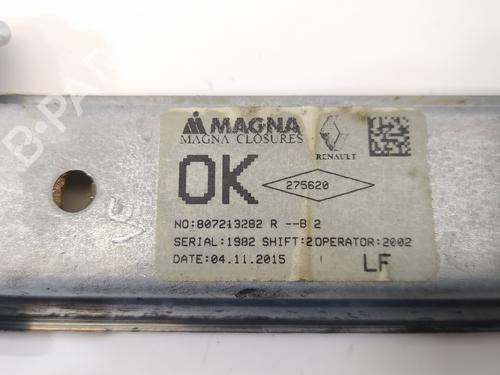 MAGNA
MAGNA CLOSURES
RENAULT
OK
275620
NO:807213282 R --B 2
SERIAL:1982 SHIFT:2OPERATOR:2002
DATE:04.11.2015
LF
B-PARTS